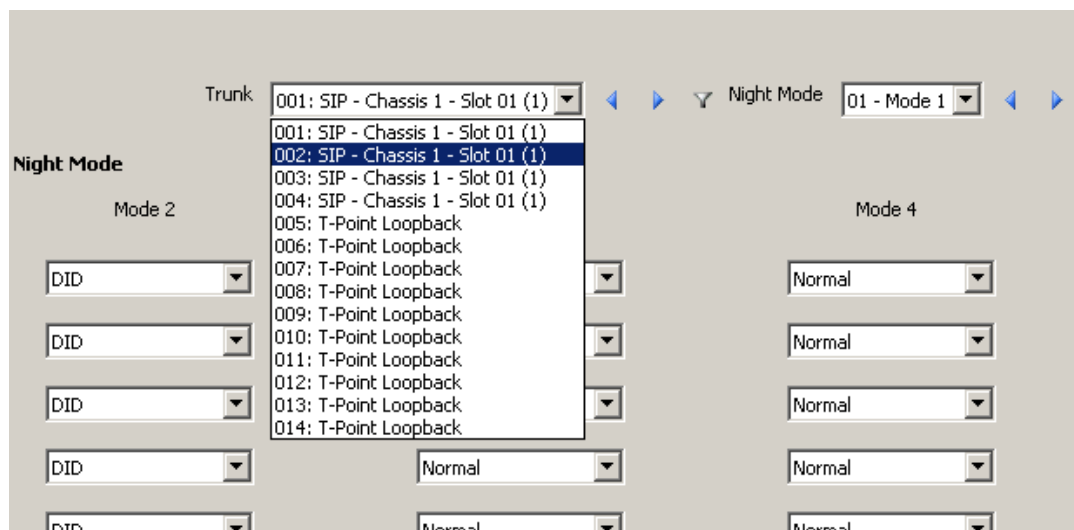 Trunk 001: SIP - Chassis 1 - Slot 01 (1) Night Mode 01 - Mode 1
001: SIP - Chassis 1 - Slot 01 (1)
002: SIP - Chassis 1 - Slot 01 (1)
Night Mode
003: SIP - Chassis 1 - Slot 01 (1)
004: SIP - Chassis 1 - Slot 01 (1)
Mode 2 Mode 4
005: T-Point Loopback
006: T-Point Loopback
007: T-Point Loopback
DID Normal
008: T-Point Loopback
009: T-Point Loopback
010: T-Point Loopback
DID Normal
011: T-Point Loopback
012: T-Point Loopback
013: T-Point Loopback
DID Normal
014: T-Point Loopback
DID Normal Normal
DID Normal Normal